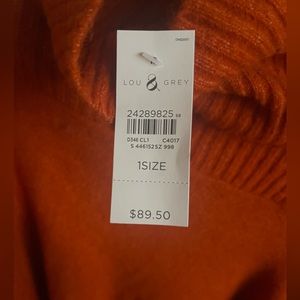 LOU & GREY
24289825
D346 CL1 C4017
S 446152SZ 998
1SIZE
$89.50